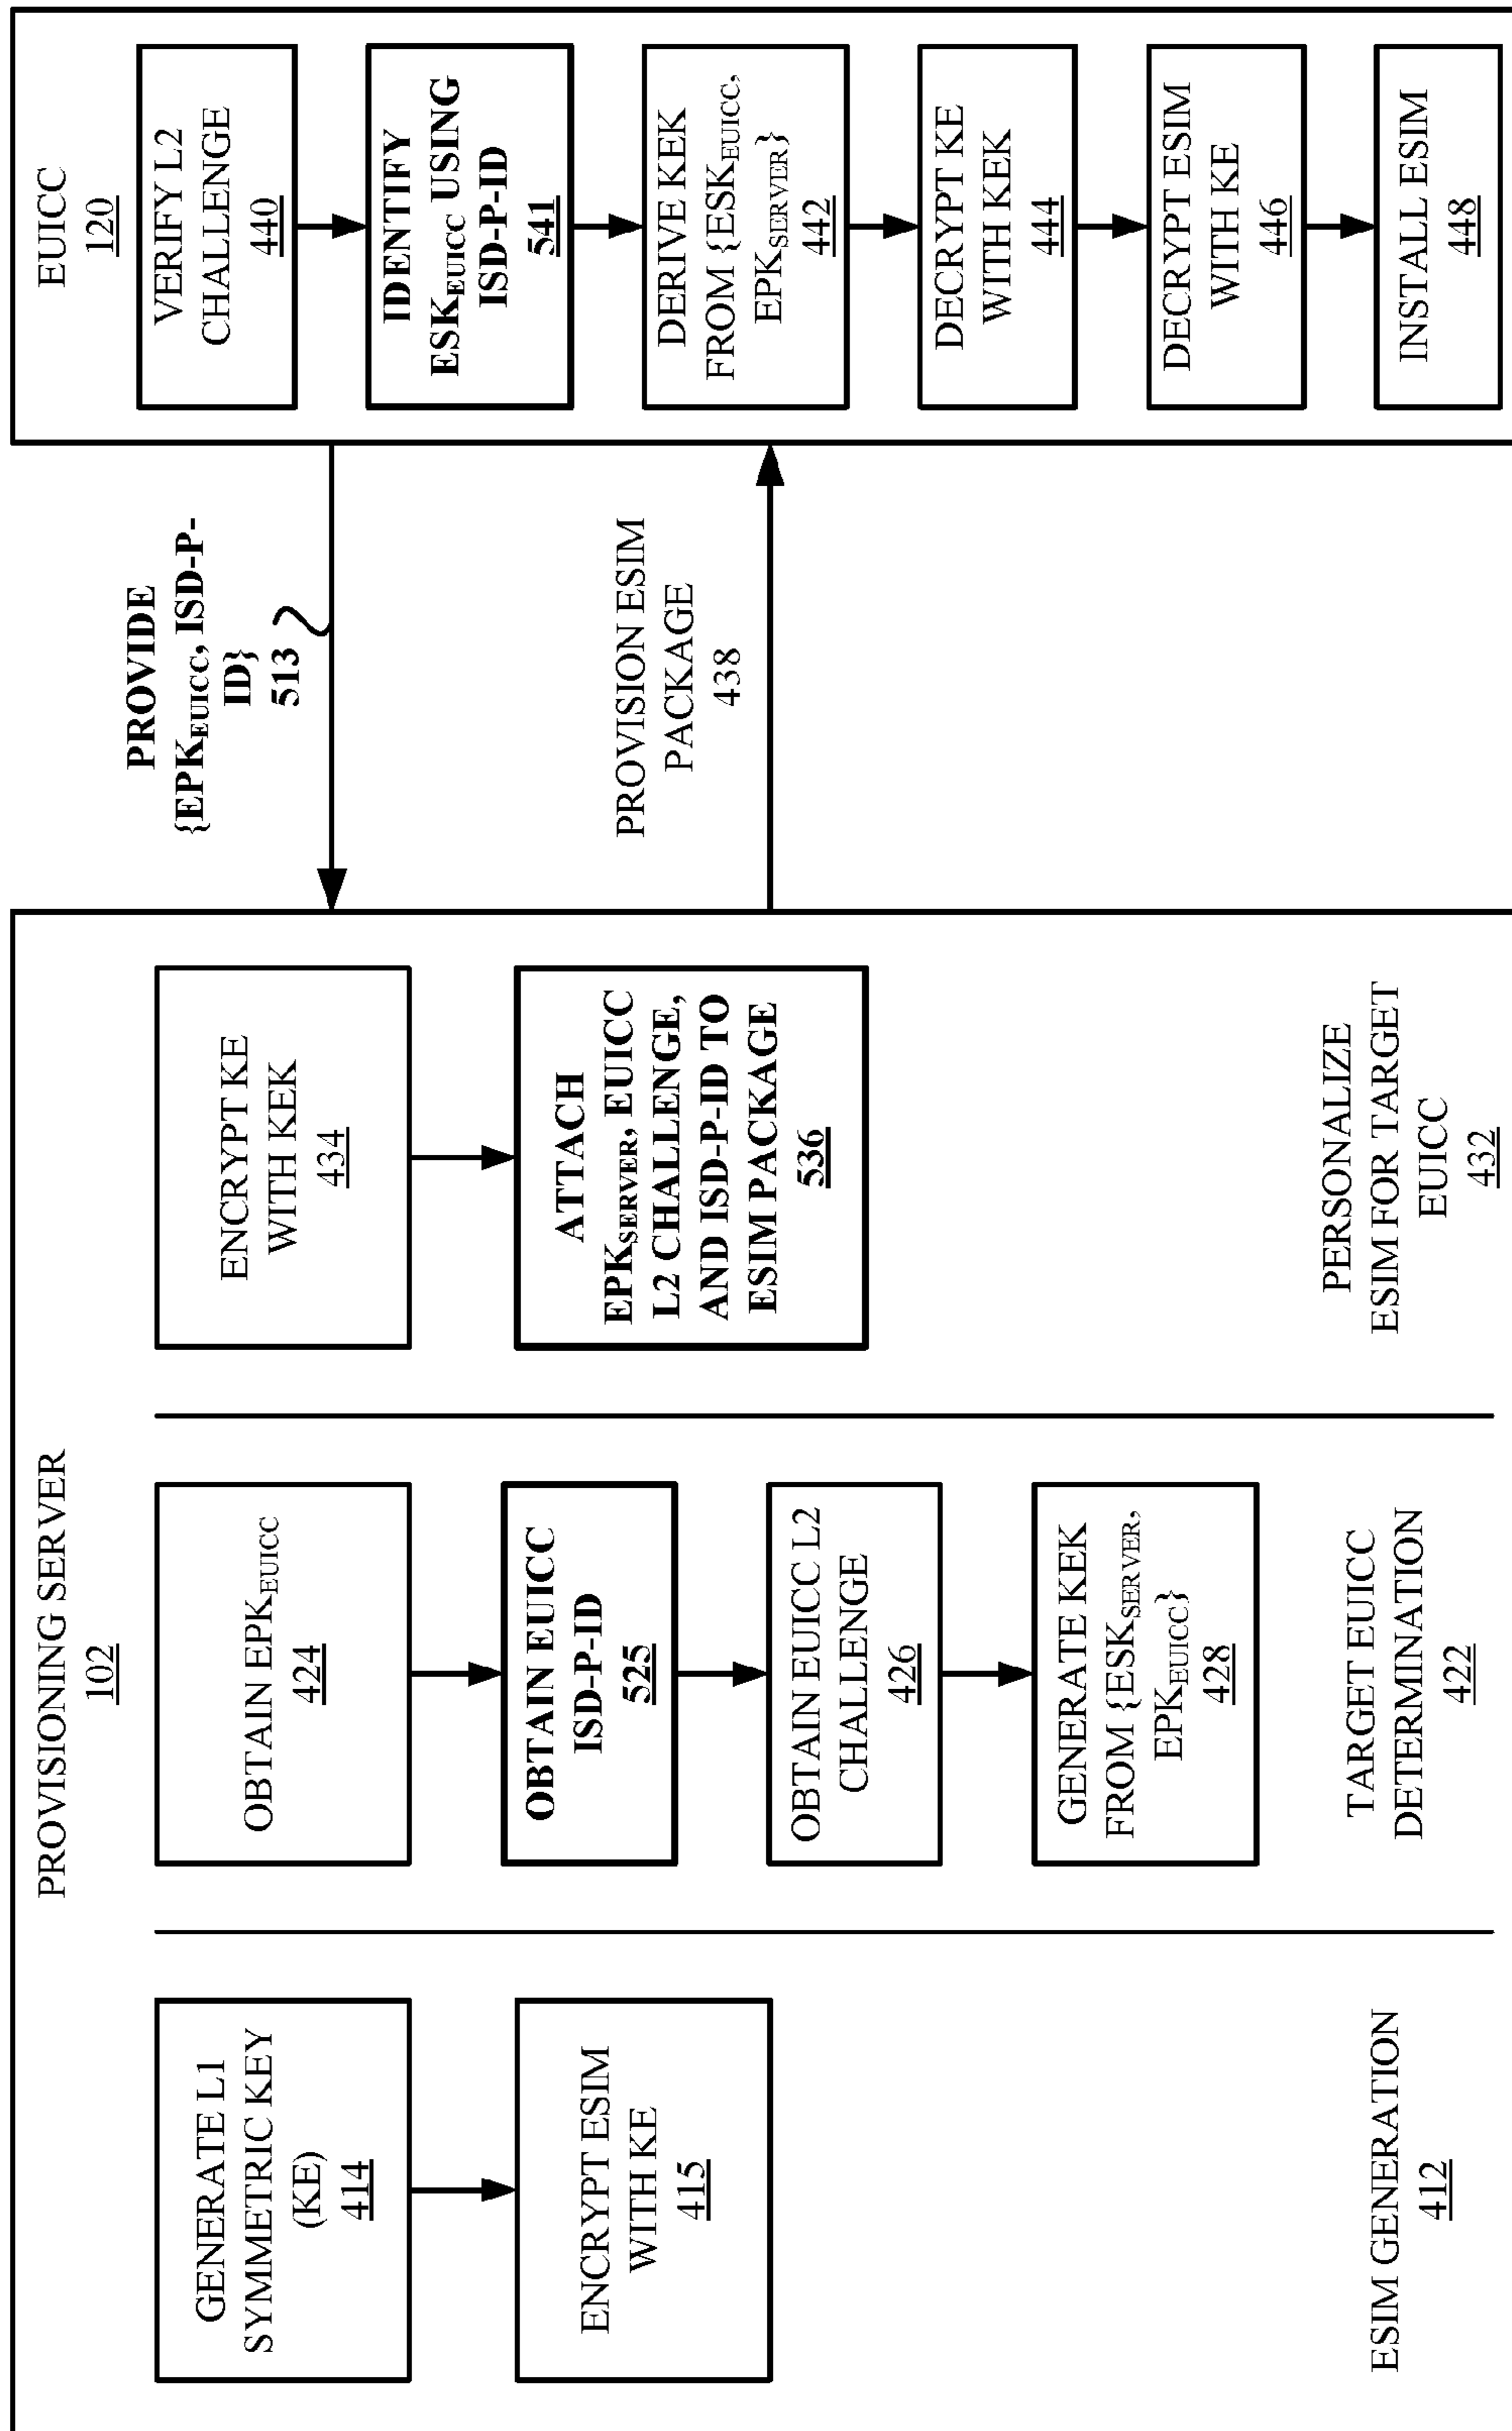 PROVISIONING SERVER
102
GENERATE L1
SYMMETRIC KEY
(KE)
414
ENCRYPT ESIM
WITH KE
415
ESIM GENERATION
412
OBTAIN EPKEUICC
424
OBTAIN EUICC
ISD-P-ID
525
OBTAIN EUICC L2
CHALLENGE
426
GENERATE KEK
FROM {ESKSERVER,
EPKEUICC}
428
TARGET EUICC
DETERMINATION
422
ENCRYPT KE
WITH KEK
434
ATTACH
EPKSERVER, EUICC
L2 CHALLENGE,
AND ISD-P-ID TO
ESIM PACKAGE
536
PERSONALIZE
ESIM FOR TARGET
EUICC
432
PROVIDE
{EPKEUICC, ISD-P-
ID}
513
PROVISION ESIM
PACKAGE
438
EUICC
120
VERIFY L2
CHALLENGE
440
IDENTIFY
ESKEUICC USING
ISD-P-ID
541
DERIVE KEK
FROM {ESKEUICC,
EPKSERVER}
442
DECRYPT KE
WITH KEK
444
DECRYPT ESIM
WITH KE
446
INSTALL ESIM
448